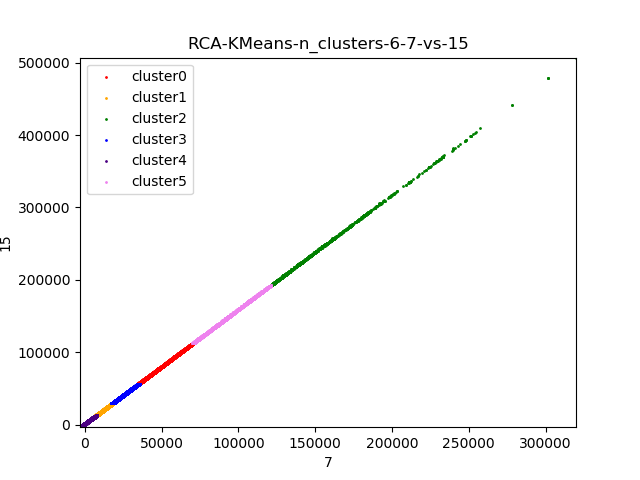 RCA-KMeans-n_clusters-6-7-vs-15
500000
400000
300000
200000
100000
0
15
cluster0
cluster1
cluster2
cluster3
cluster4
cluster5
0 50000 100000 150000 200000 250000 300000
7